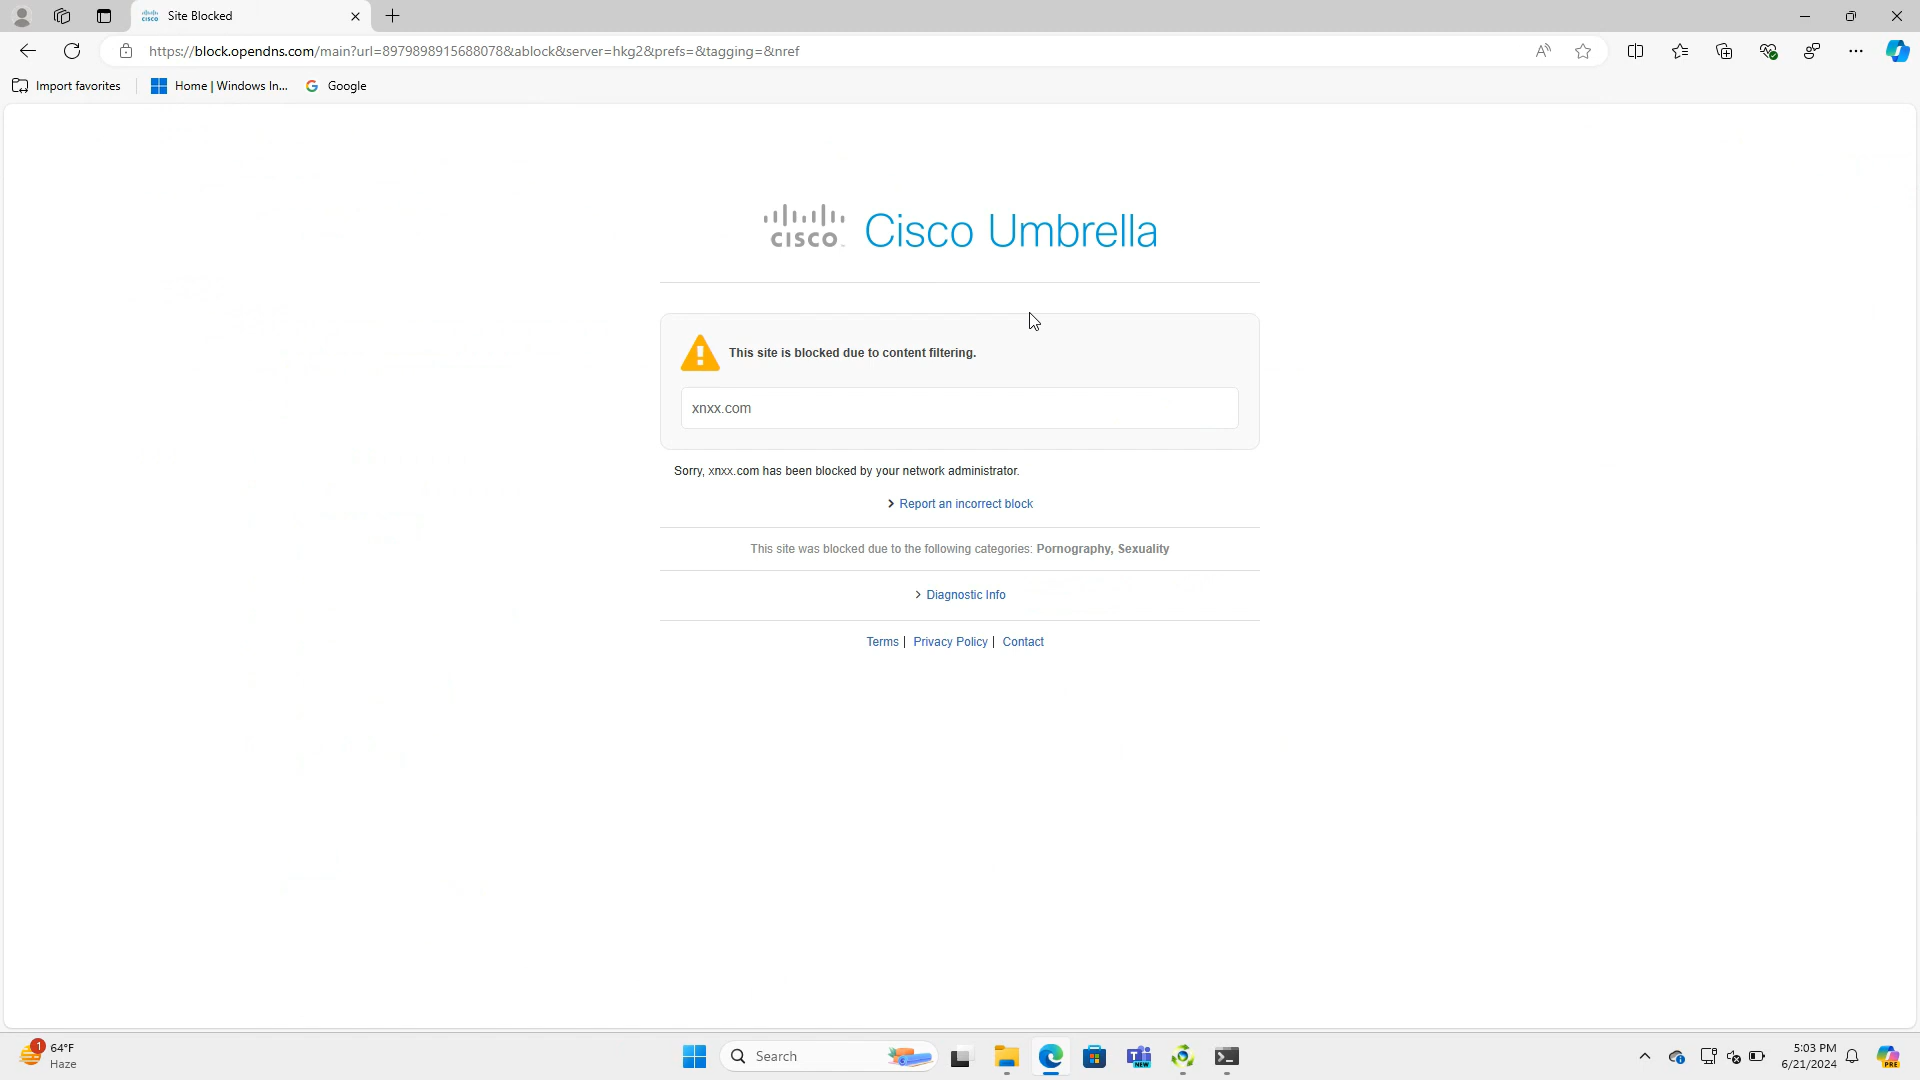 Site Blocked
https://block.opendns.com/main?url=8979898915688078&ablock&server=hkg2&prefs=&tagging=&nref
Import favorites
Home | Windows In...
Google
CISCO
Cisco Umbrella
This site is blocked due to content filtering.
xnxx.com
Sorry, xnxx.com has been blocked by your network administrator.
> Report an incorrect block
This site was blocked due to the following categories: Pornography, Sexuality
> Diagnostic Info
Terms | Privacy Policy | Contact
1
64°F
Haze
Search
NEW
5:03 PM
6/21/2024
PRE